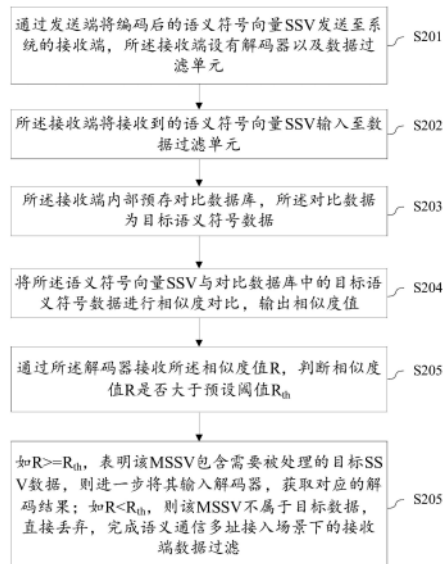 通过发送端将编码后的语义符号向量SSV发送至系
统的接收端，所述接收端设有解码器以及数据过
滤单元
S201
所述接收端将接收到的语义符号向量SSV输入至数
据过滤单元
S202
所述接收端内部预存对比数据库，所述对比数据
为目标语义符号数据
S203
将所述语义符号向量SSV与对比数据库中的目标语
义符号数据进行相似度对比，输出相似度值
S204
通过所述解码器接收所述相似度值R，判断相似度
值R是否大于预设阈值Rth
S205
如R>=Rth，表明该MSSV包含需要被处理的目标SS
V数据，则进一步将其输入解码器，获取对应的解
码结果；如R<Rth，则该MSSV不属于目标数据，
直接丢弃，完成语义通信多址接入场景下的接收
端数据过滤
S205